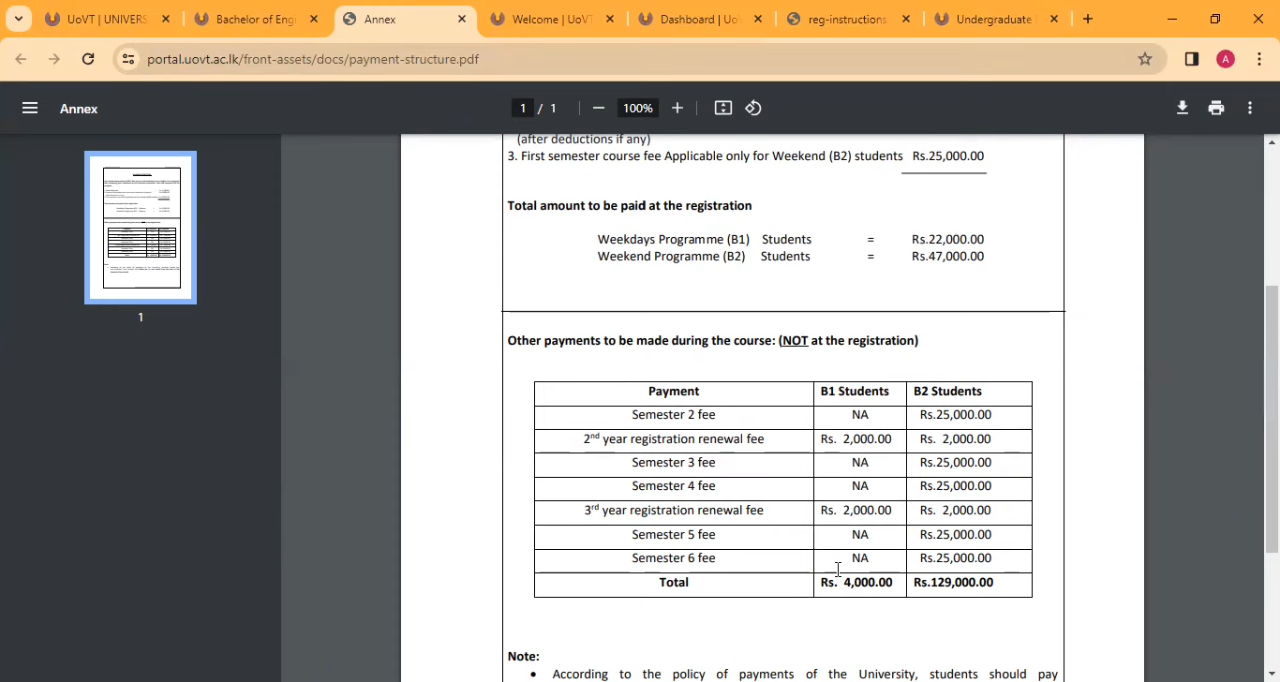 UoVT | UNIVERS
Bachelor of Eng
Annex
Welcome | UoVT
Dashboard | Uo
reg-instructions
Undergraduate
portal.uovt.ac.lk/front-assets/docs/payment-structure.pdf
A
Annex
1 / 1
100%
1
(after deductions if any)
3. First semester course fee Applicable only for Weekend (B2) students Rs.25,000.00
Total amount to be paid at the registration
Weekdays Programme (B1) Students = Rs.22,000.00
Weekend Programme (B2) Students = Rs.47,000.00
Other payments to be made during the course: (NOT at the registration)
Payment B1 Students B2 Students
Semester 2 fee NA Rs.25,000.00
2nd year registration renewal fee Rs. 2,000.00 Rs. 2,000.00
Semester 3 fee NA Rs.25,000.00
Semester 4 fee NA Rs.25,000.00
3rd year registration renewal fee Rs. 2,000.00 Rs. 2,000.00
Semester 5 fee NA Rs.25,000.00
Semester 6 fee NA Rs.25,000.00
Total Rs. 4,000.00 Rs.129,000.00
Note:
• According to the policy of payments of the University, students should pay